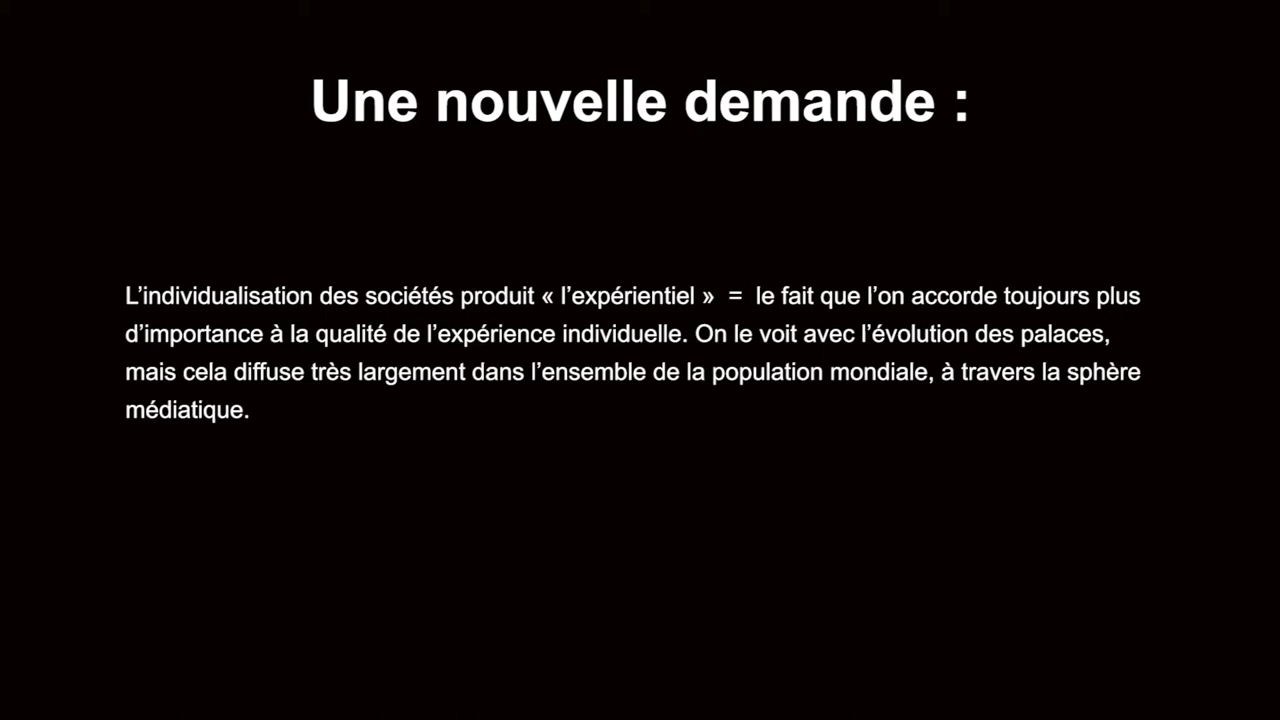 Une nouvelle demande :
L’individualisation des sociétés produit « l’expérientiel »  =  le fait que l’on accorde toujours plus
d’importance à la qualité de l’expérience individuelle. On le voit avec l’évolution des palaces,
mais cela diffuse très largement dans l’ensemble de la population mondiale, à travers la sphère
médiatique.